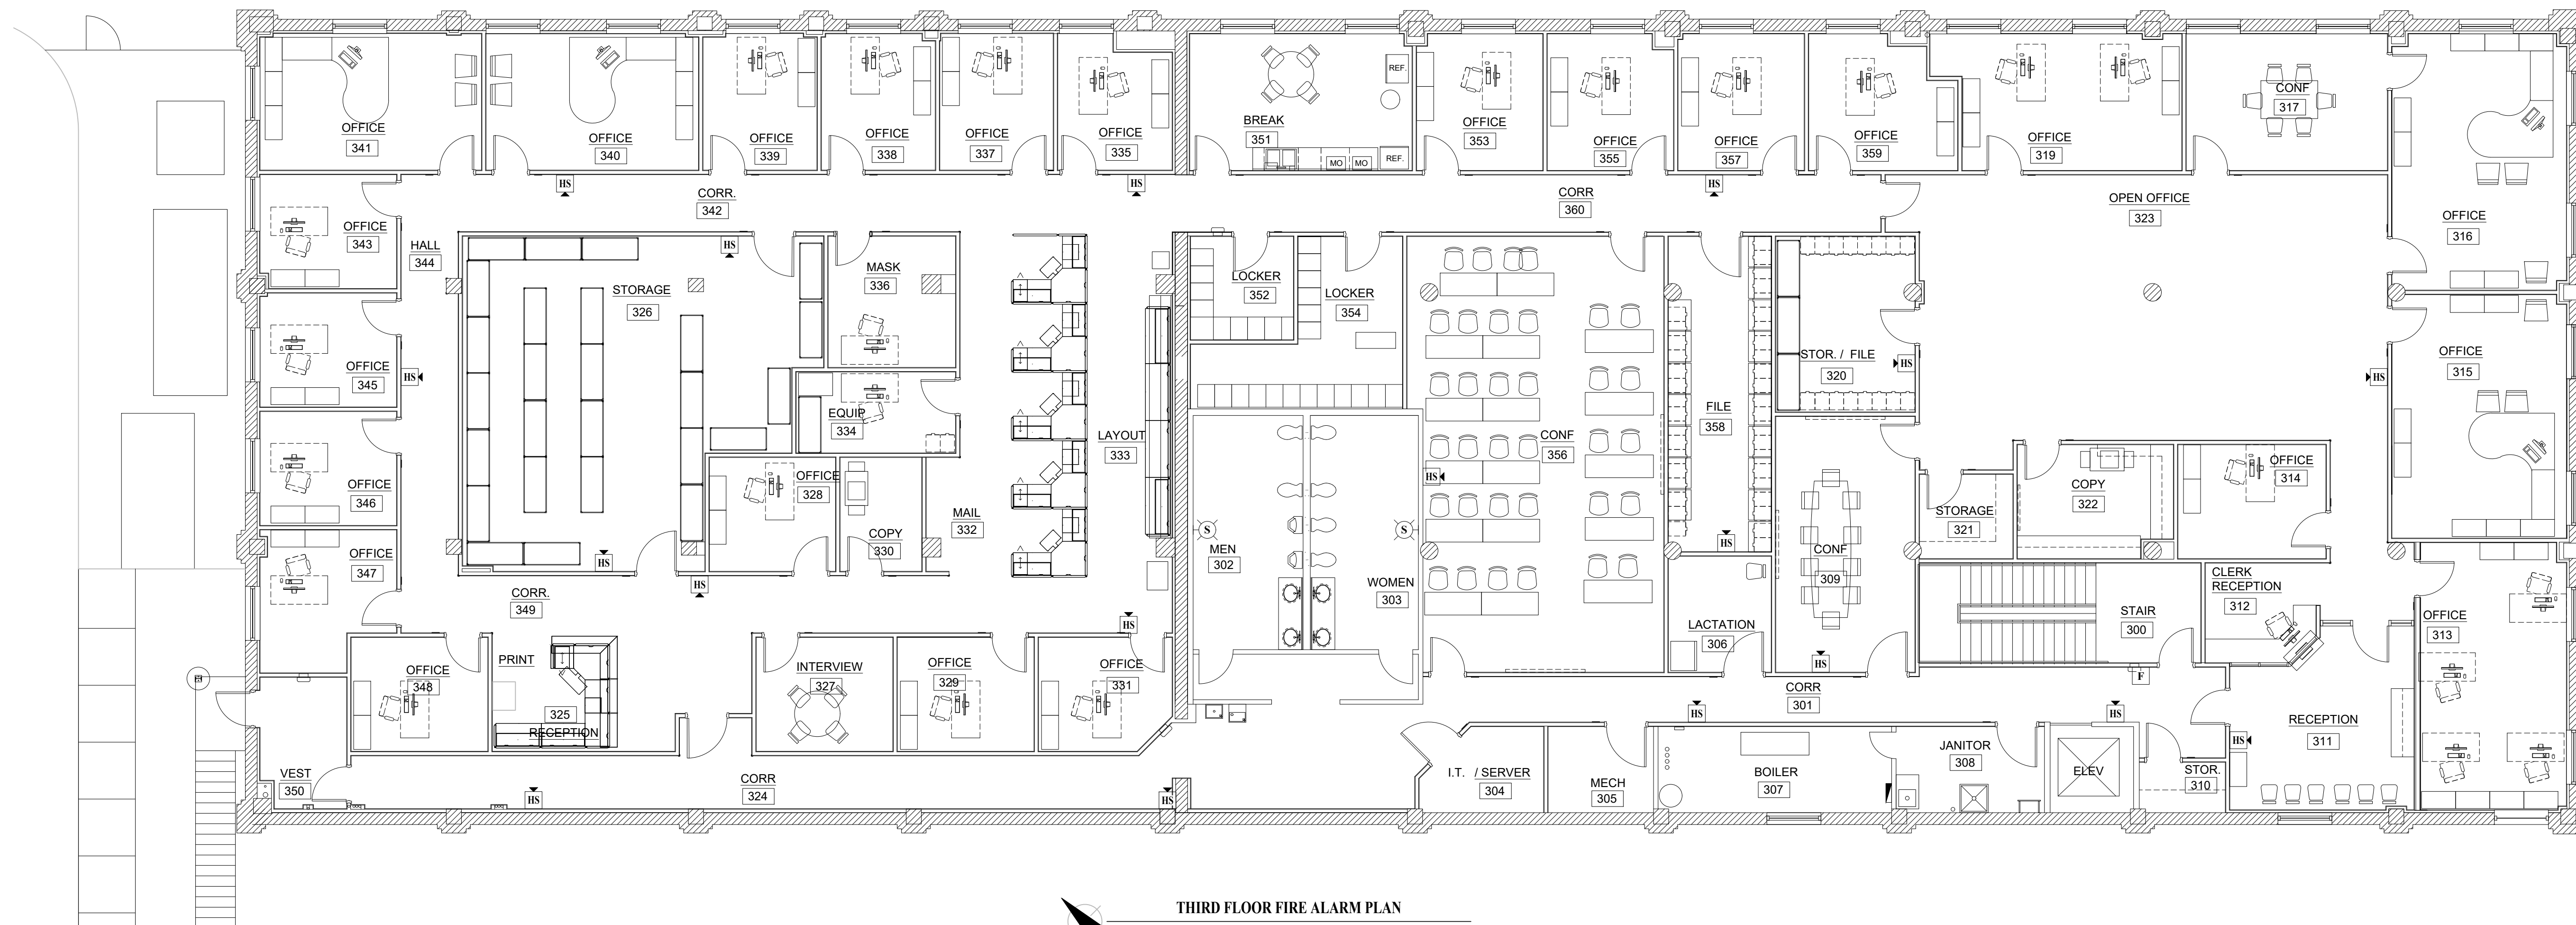 OFFICE
341
OFFICE
340
OFFICE
339
OFFICE
338
OFFICE
337
OFFICE
335
BREAK
351
REF.
MO
MO
REF.
OFFICE
353
OFFICE
355
OFFICE
357
OFFICE
359
OFFICE
319
CONF
317
HS
HS
HS
CORR.
342
CORR
360
OPEN OFFICE
323
OFFICE
316
OFFICE
343
HALL
344
HS
STORAGE
326
MASK
336
LOCKER
352
LOCKER
354
STOR. / FILE
320
HS
OFFICE
315
HS
OFFICE
345
HS
EQUIP
334
LAYOUT
333
CONF
356
FILE
358
OFFICE
346
OFFICE
328
HS
COPY
322
OFFICE
314
MAIL
332
STORAGE
321
COPY
330
S
S
MEN
302
WOMEN
303
HS
HS
HS
CONF
309
OFFICE
347
CORR.
349
HS
LACTATION
306
STAIR
300
CLERK
RECEPTION
312
OFFICE
313
PRINT
OFFICE
348
INTERVIEW
327
OFFICE
329
OFFICE
331
HS
F
CORR
301
HS
HS
325
RECEPTION
RECEPTION
311
HS
VEST
350
CORR
324
HS
HS
I.T. / SERVER
304
MECH
305
BOILER
307
JANITOR
308
ELEV
STOR.
310
THIRD FLOOR FIRE ALARM PLAN